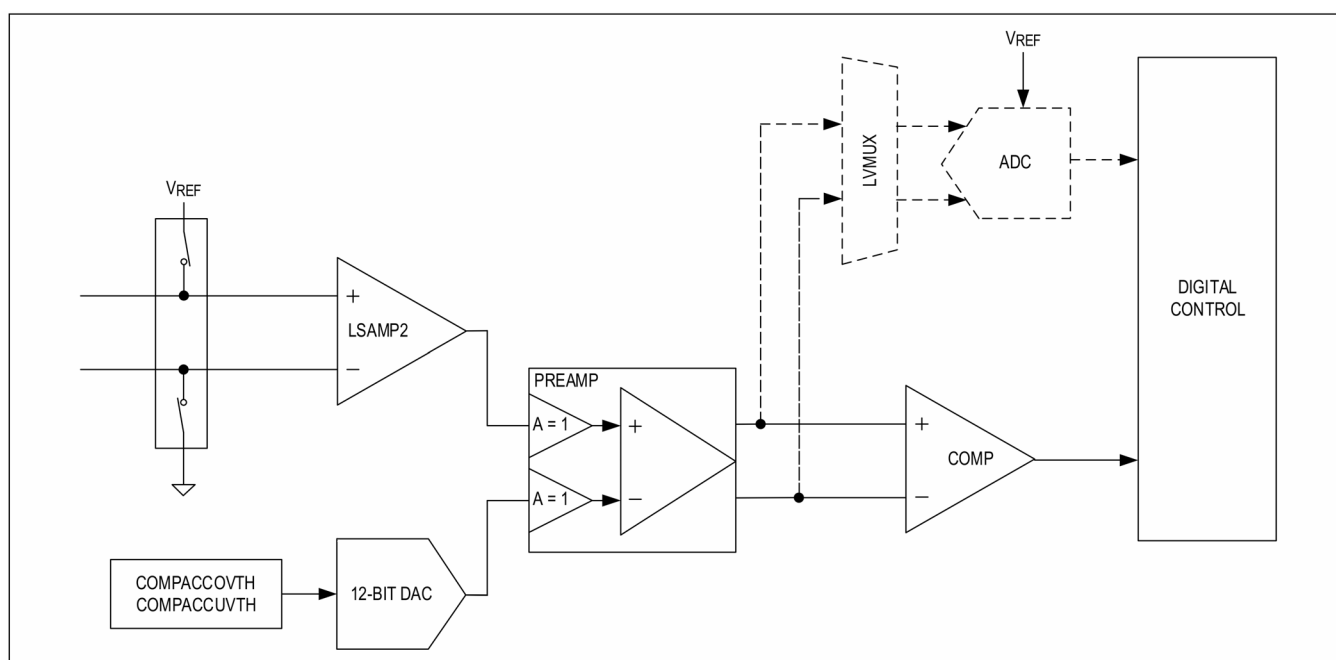 VREF
LVMUX
ADC
DIGITAL
CONTROL
VREF
+
LSAMP2
−
PREAMP
A = 1
+
A = 1
−
+
COMP
−
COMPACCOVTH
COMPACCUVTH
12-BIT DAC